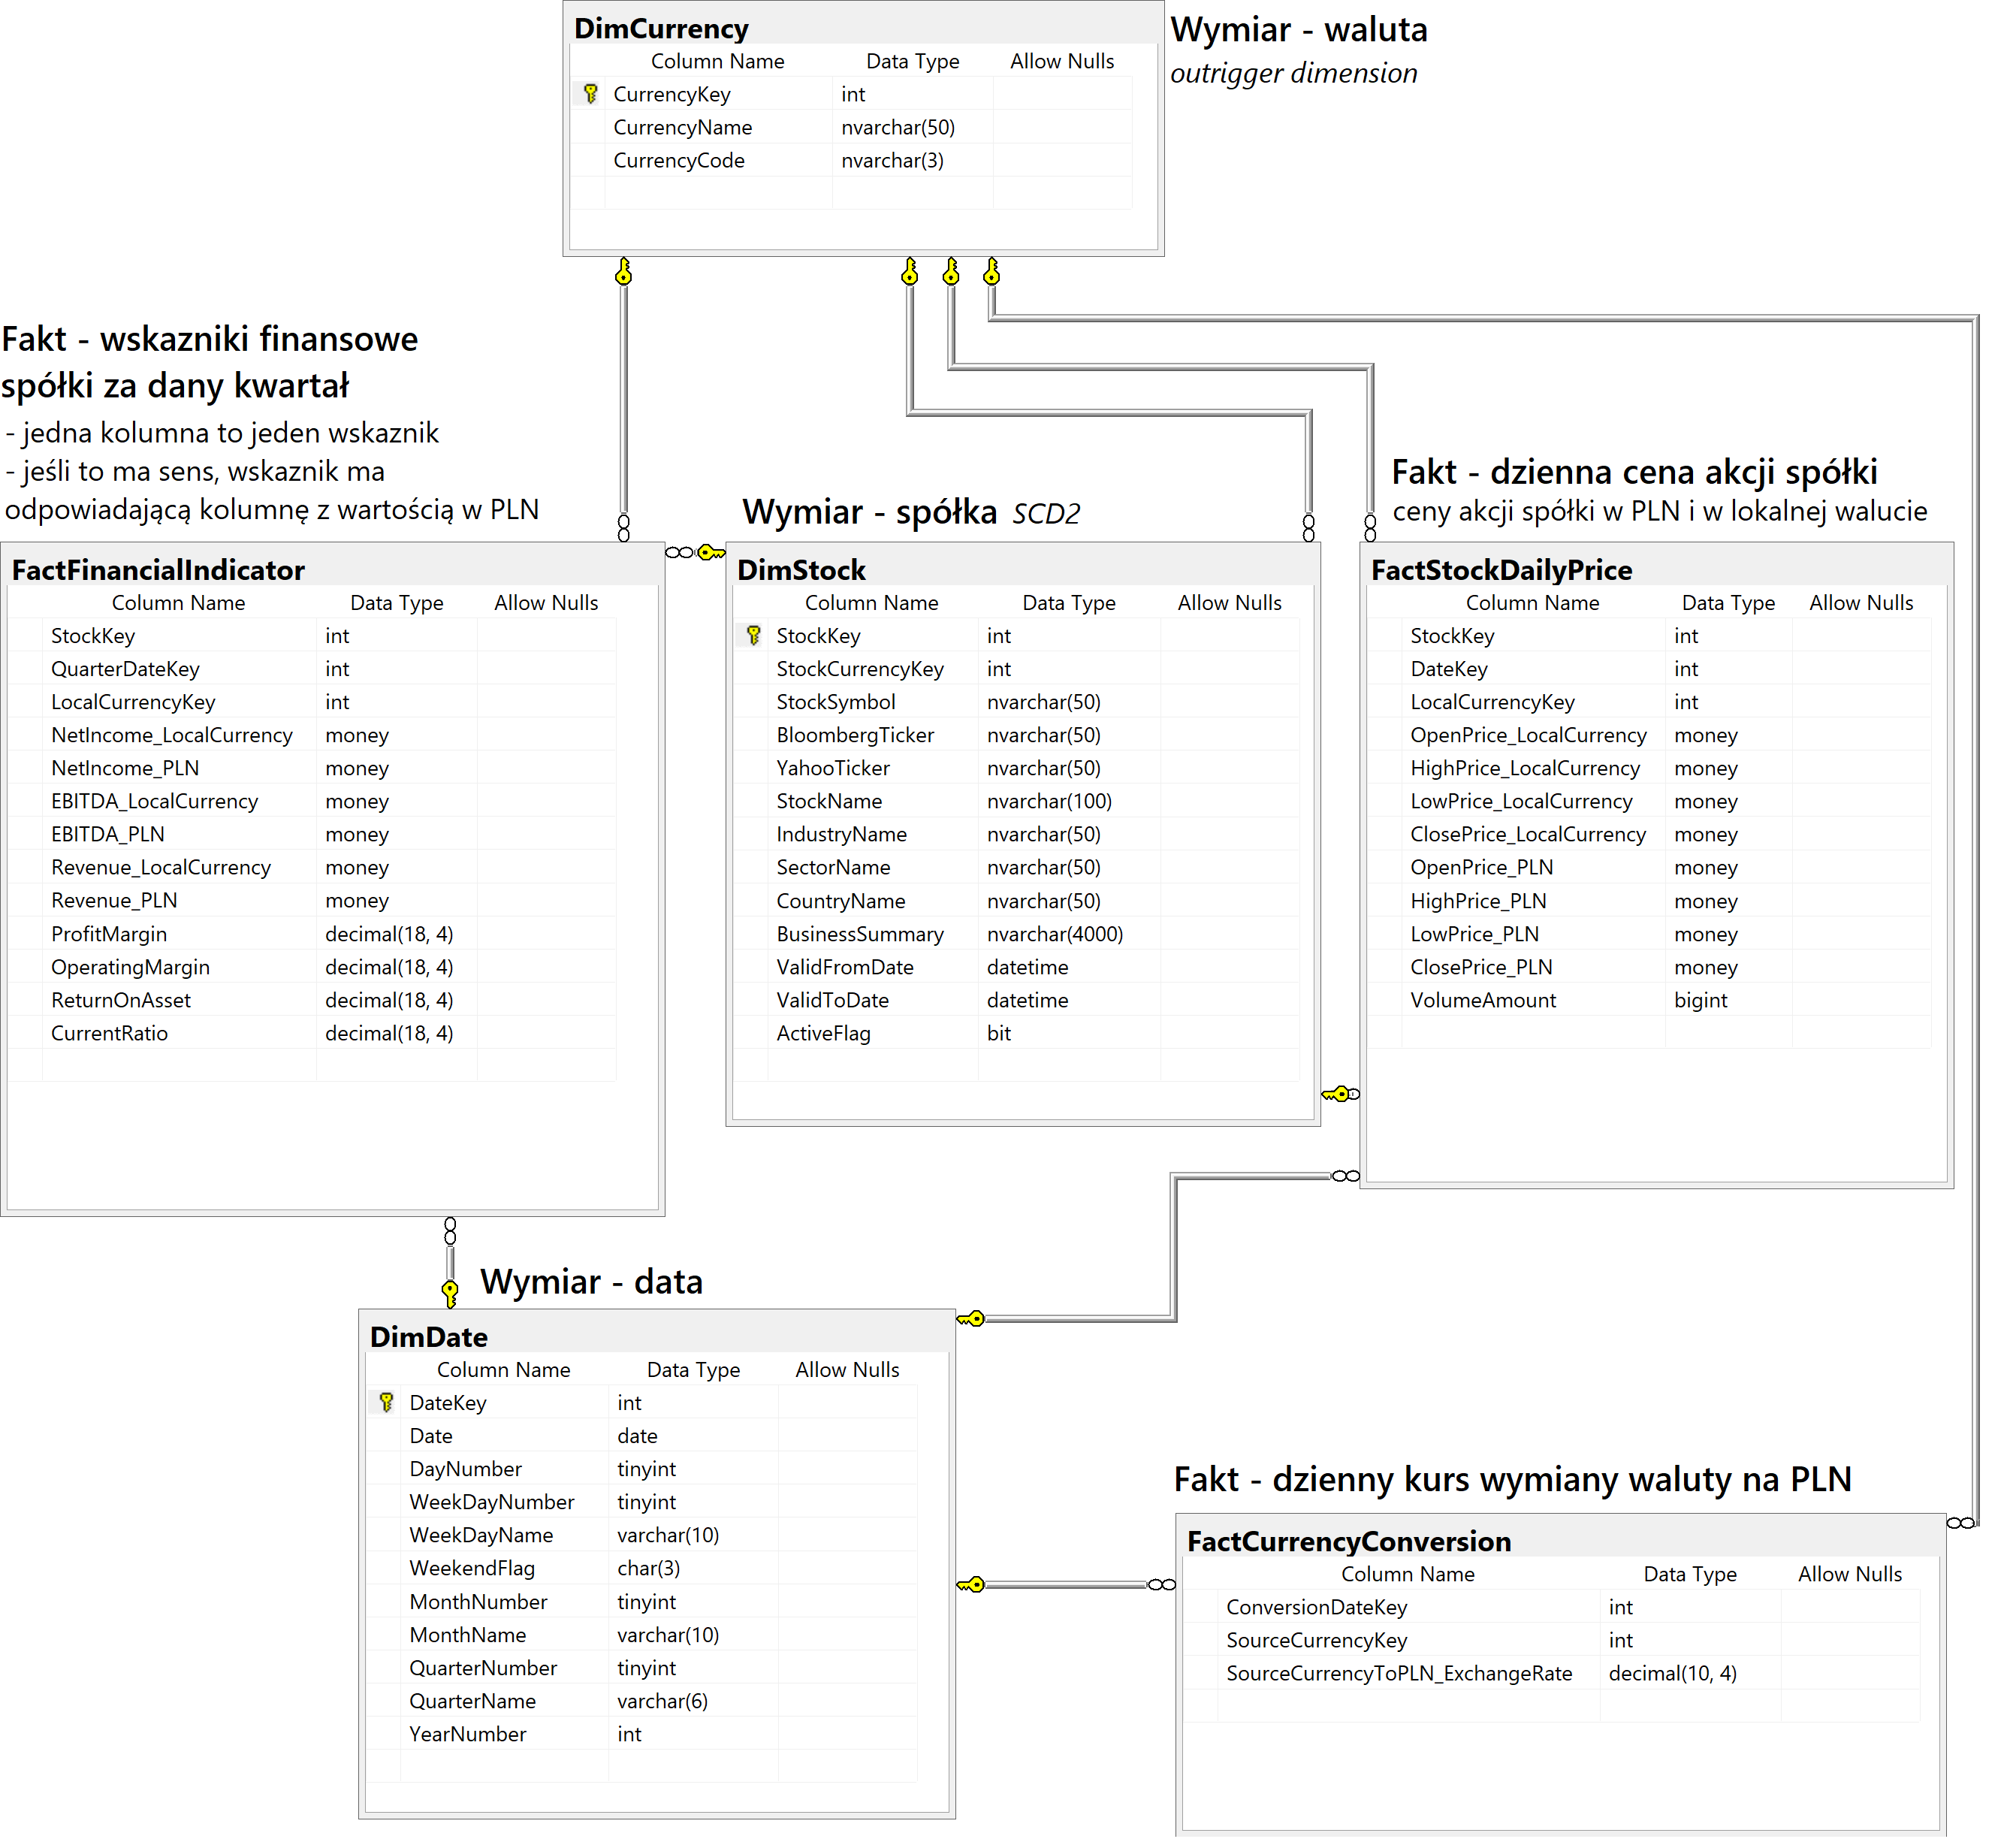 DimCurrency
Column Name Data Type Allow Nulls
CurrencyKey int
CurrencyName nvarchar(50)
CurrencyCode nvarchar(3)
Wymiar - waluta
outrigger dimension
Fakt - wskazniki finansowe
spółki za dany kwartał
- jedna kolumna to jeden wskaznik
- jeśli to ma sens, wskaznik ma
odpowiadającą kolumnę z wartością w PLN
FactFinancialIndicator
Column Name Data Type Allow Nulls
StockKey int
QuarterDateKey int
LocalCurrencyKey int
NetIncome_LocalCurrency money
NetIncome_PLN money
EBITDA_LocalCurrency money
EBITDA_PLN money
Revenue_LocalCurrency money
Revenue_PLN money
ProfitMargin decimal(18, 4)
OperatingMargin decimal(18, 4)
ReturnOnAsset decimal(18, 4)
CurrentRatio decimal(18, 4)
Wymiar - spółka SCD2
DimStock
Column Name Data Type Allow Nulls
StockKey int
StockCurrencyKey int
StockSymbol nvarchar(50)
BloombergTicker nvarchar(50)
YahooTicker nvarchar(50)
StockName nvarchar(100)
IndustryName nvarchar(50)
SectorName nvarchar(50)
CountryName nvarchar(50)
BusinessSummary nvarchar(4000)
ValidFromDate datetime
ValidToDate datetime
ActiveFlag bit
Fakt - dzienna cena akcji spółki
ceny akcji spółki w PLN i w lokalnej walucie
FactStockDailyPrice
Column Name Data Type Allow Nulls
StockKey int
DateKey int
LocalCurrencyKey int
OpenPrice_LocalCurrency money
HighPrice_LocalCurrency money
LowPrice_LocalCurrency money
ClosePrice_LocalCurrency money
OpenPrice_PLN money
HighPrice_PLN money
LowPrice_PLN money
ClosePrice_PLN money
VolumeAmount bigint
Wymiar - data
DimDate
Column Name Data Type Allow Nulls
DateKey int
Date date
DayNumber tinyint
WeekDayNumber tinyint
WeekDayName varchar(10)
WeekendFlag char(3)
MonthNumber tinyint
MonthName varchar(10)
QuarterNumber tinyint
QuarterName varchar(6)
YearNumber int
Fakt - dzienny kurs wymiany waluty na PLN
FactCurrencyConversion
Column Name Data Type Allow Nulls
ConversionDateKey int
SourceCurrencyKey int
SourceCurrencyToPLN_ExchangeRate decimal(10, 4)